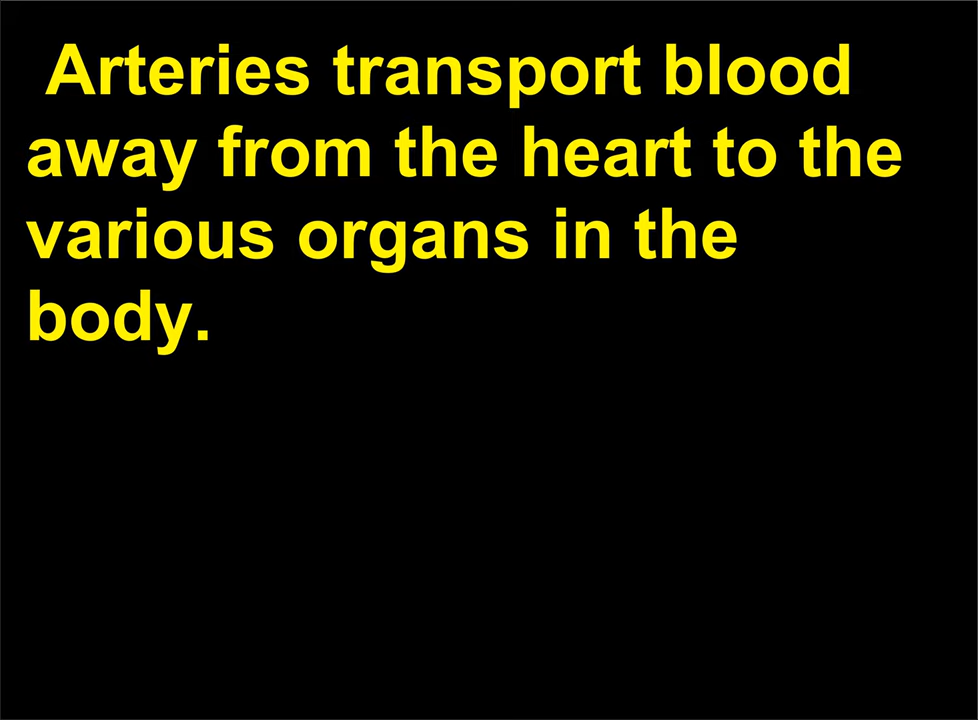 Arteries transport blood
away from the heart to the
various organs in the
body.